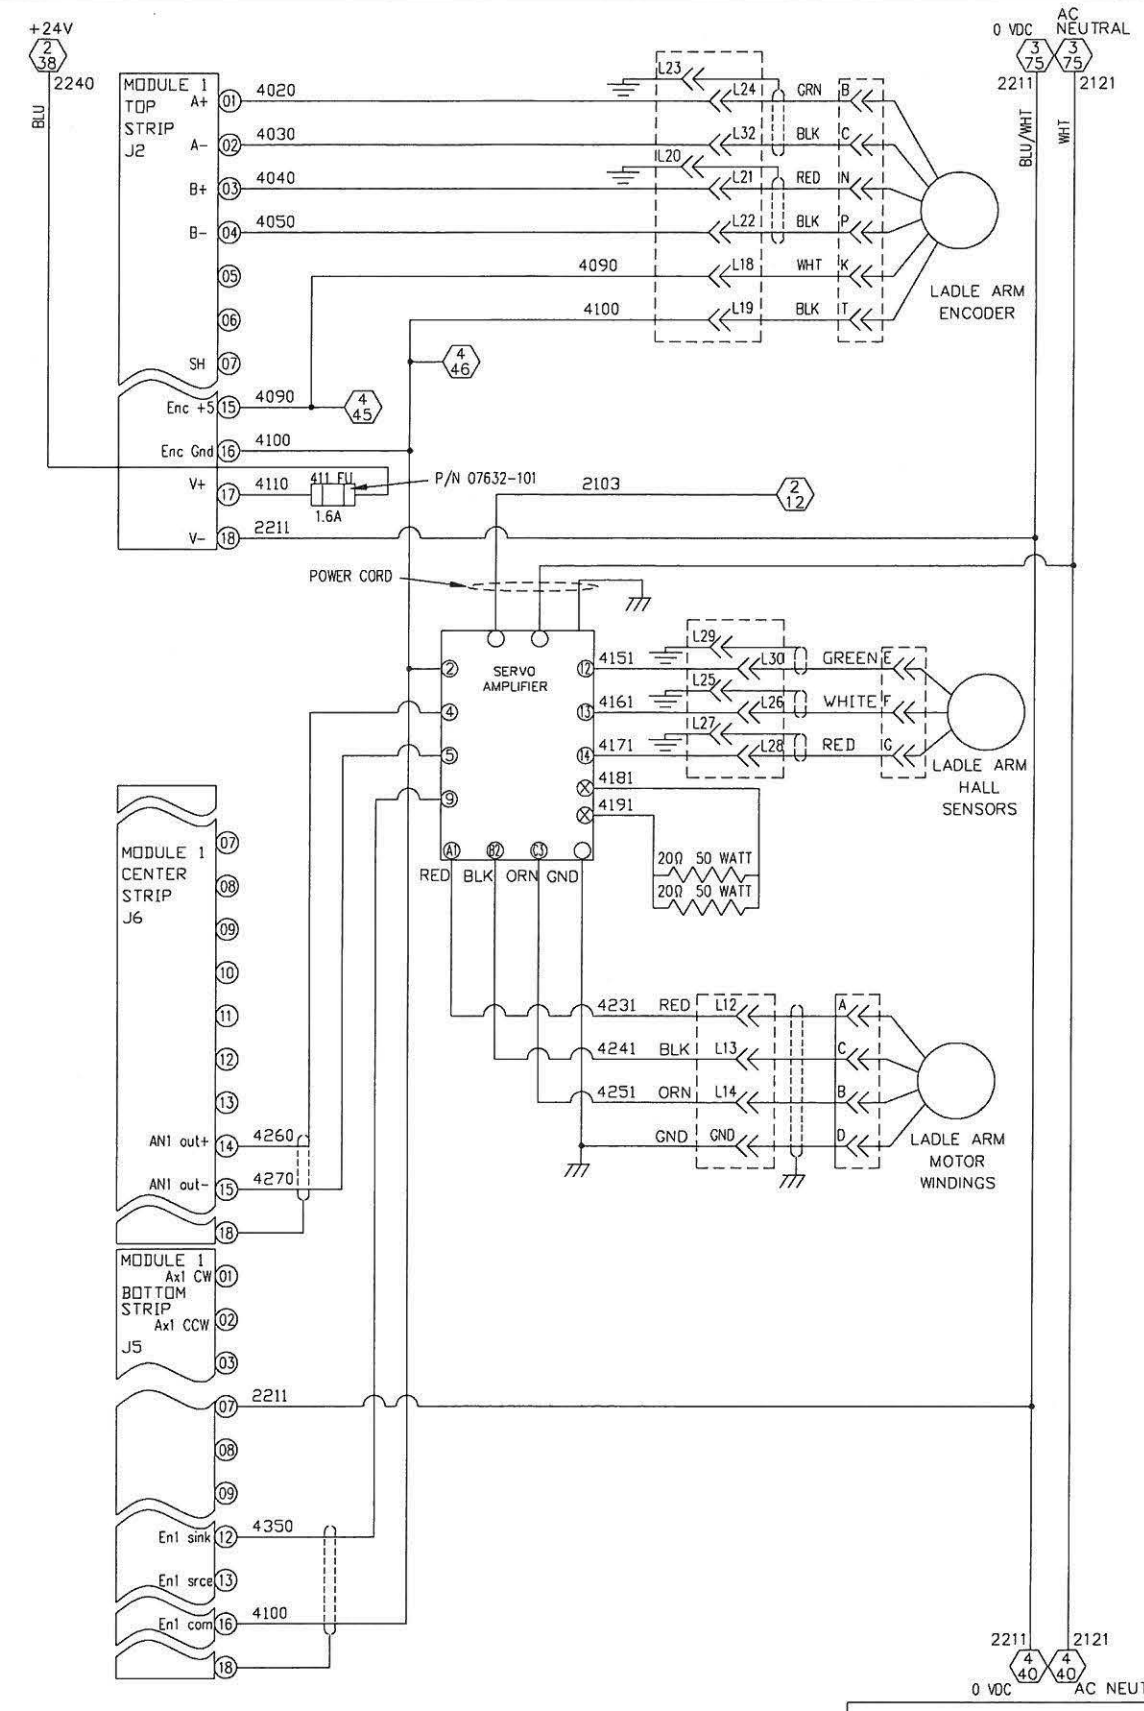 +24V
2
38
2240
BLU
0 VDC
AC
NEUTRAL
3
75
3
75
2211
2121
BLU/WHT
WHT
MODULE 1
TOP
STRIP
J2
A+ 01 4020
A- 02 4030
B+ 03 4040
B- 04 4050
05
06
SH 07
Enc +5 15 4090
Enc Gnd 16 4100
V+ 17 4110
V- 18 2211
411 FU
1.6A
P/N 07632-101
4
45
4
46
4090
4100
L23
L24 GRN B
L32 BLK C
L20
L21 RED N
L22 BLK P
L18 WHT K
L19 BLK T
LADLE ARM
ENCODER
2103
2
12
POWER CORD
SERVO
AMPLIFIER
2
4
5
9
12 4151
13 4161
14 4171
4181
4191
L29
L30 GREEN E
L25
L26 WHITE F
L27
L28 RED G
LADLE ARM
HALL
SENSORS
20Ω 50 WATT
20Ω 50 WATT
A1 B2 C3
RED BLK ORN GND
4231 RED L12 A
4241 BLK L13 C
4251 ORN L14 B
GND GND D
LADLE ARM
MOTOR
WINDINGS
MODULE 1
CENTER
STRIP
J6
07
08
09
10
11
12
13
AN1 out+ 14 4260
AN1 out- 15 4270
18
MODULE 1
Ax1 CW 01
BOTTOM
STRIP
Ax1 CCW 02
J5
03
07 2211
08
09
En1 sink 12 4350
En1 srce 13
En1 com 16 4100
18
2211
2121
4
40
4
40
0 VDC
AC NEUT